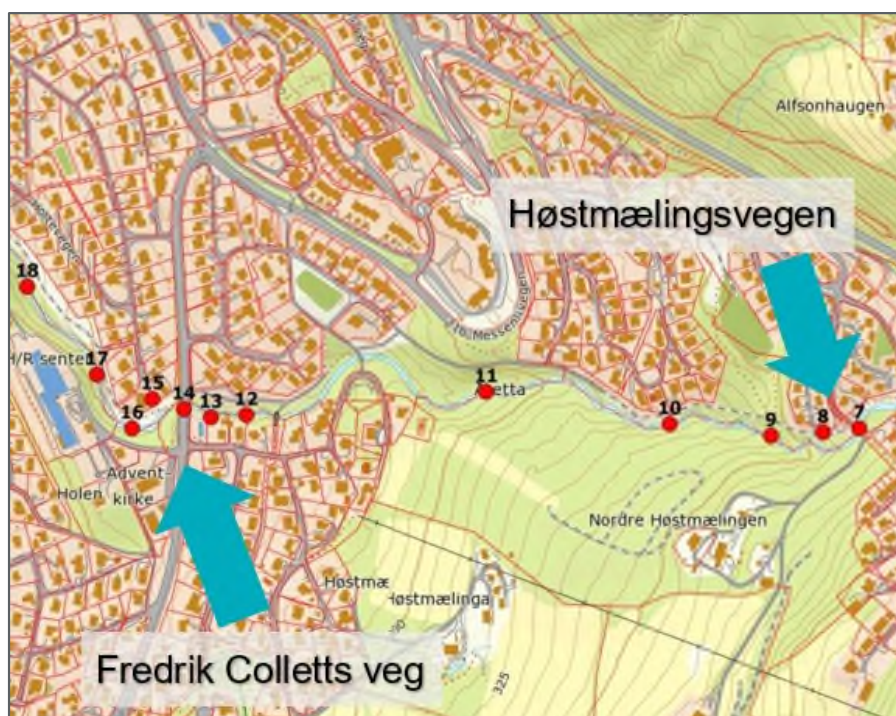 Alfsonhaugen
Høstmælingsvegen
18
17
15
14
13
12
16
11
10
9
8
7
Advent-
kirke
Holen
Nordre Høstmælingen
Høstmæ
Høstmælinga
325
Fredrik Colletts veg